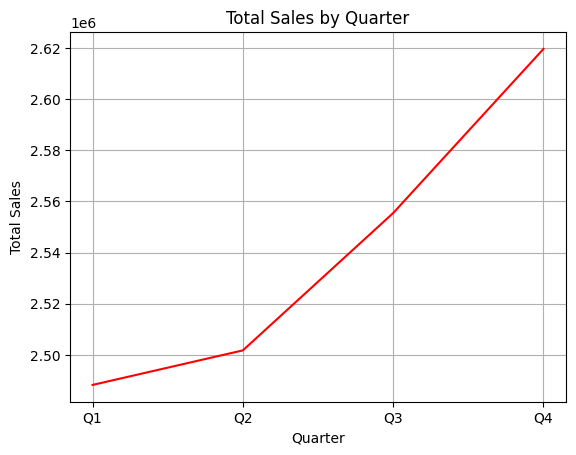 Total Sales by Quarter
1e6
2.62
2.60
2.58
2.56
2.54
2.52
2.50
Total Sales
Q1 Q2 Q3 Q4
Quarter